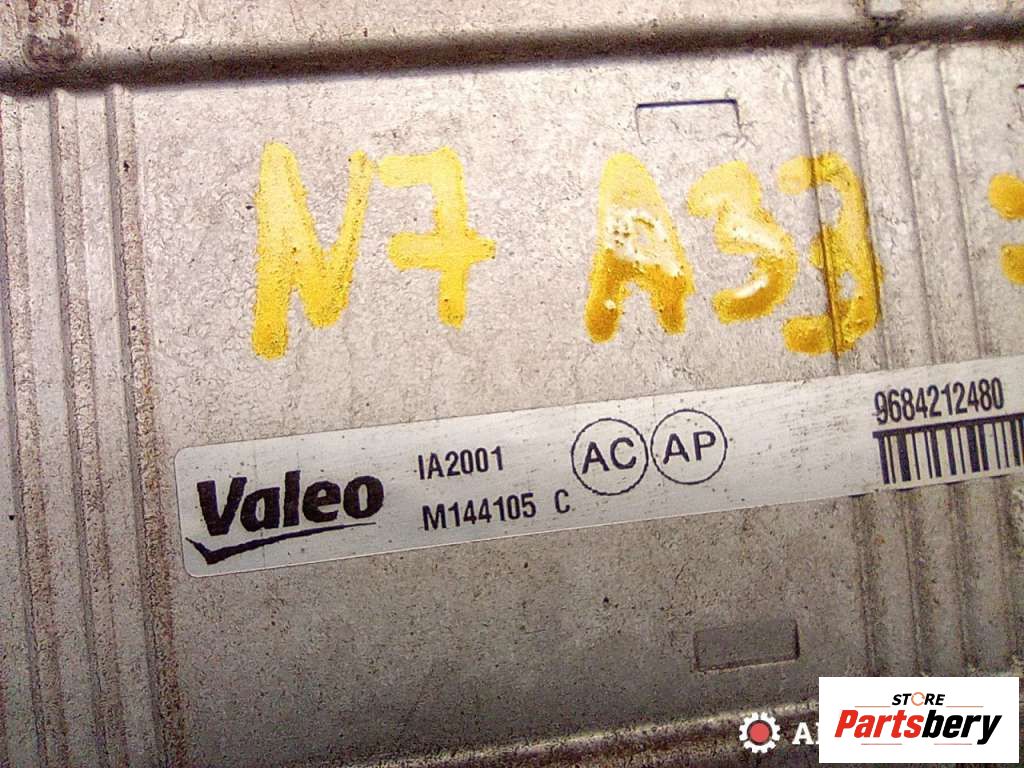 N7 A33
9684212480
Valeo IA2001 AC AP
M144105 C
STORE
Partsbery